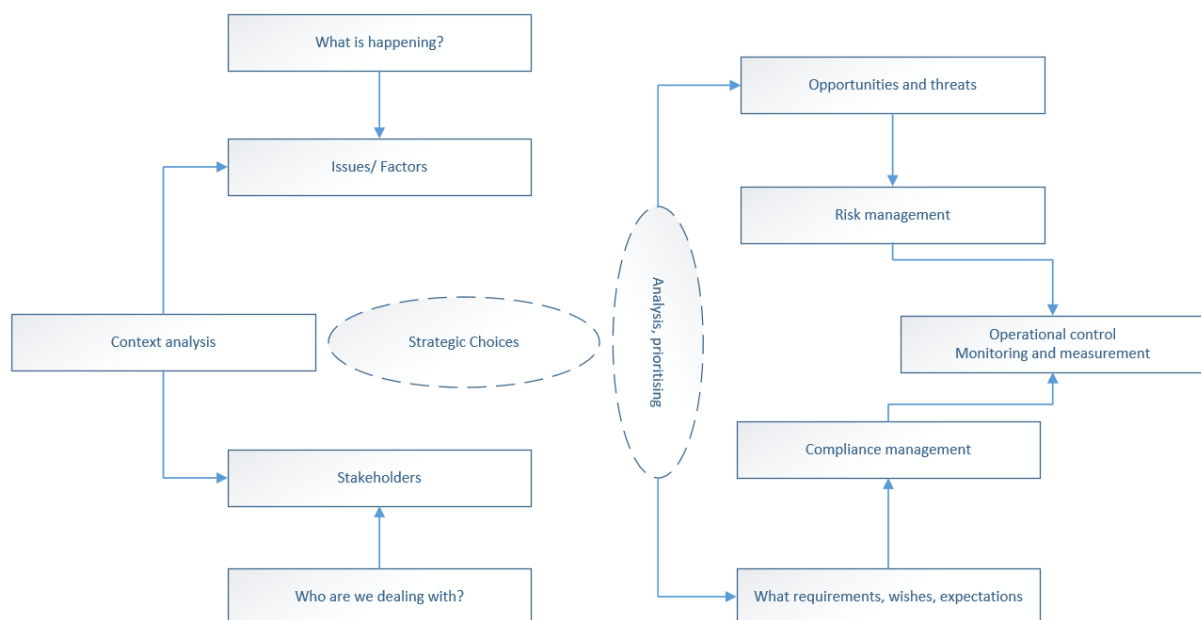 What is happening?
Opportunities and threats
Issues/ Factors
Risk management
Analysis, prioritising
Context analysis
Strategic Choices
Operational control
Monitoring and measurement
Compliance management
Stakeholders
Who are we dealing with?
What requirements, wishes, expectations